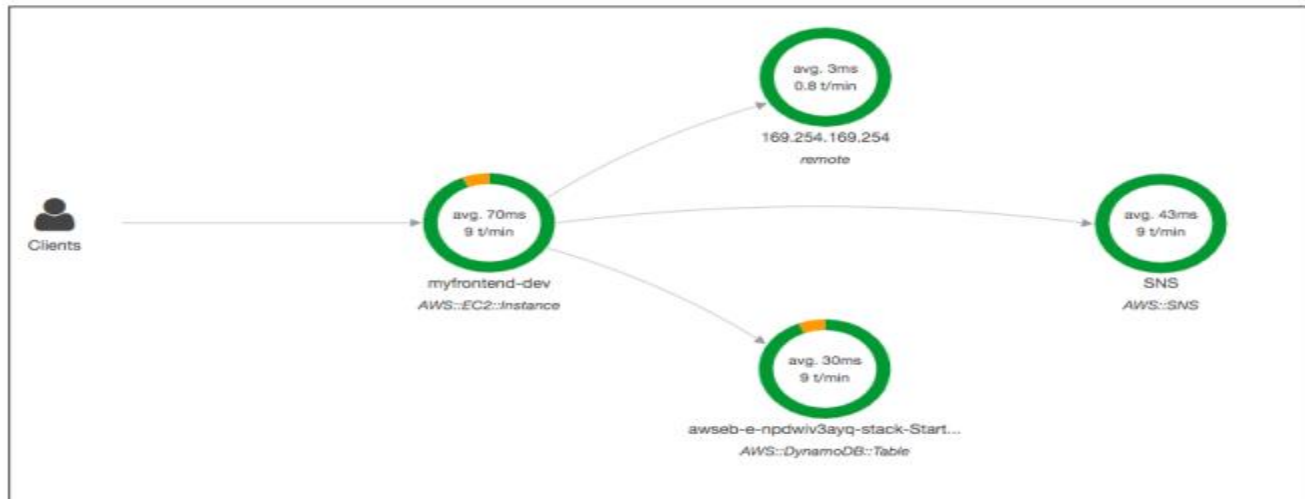 avg. 3ms
0.8 t/min
169.254.169.254
remote
Clients
avg. 70ms
9 t/min
myfrontend-dev
AWS::EC2::Instance
avg. 43ms
9 t/min
SNS
AWS::SNS
avg. 30ms
9 t/min
awseb-e-npdwiv3ayq-stack-Start...
AWS::DynamoDB::Table